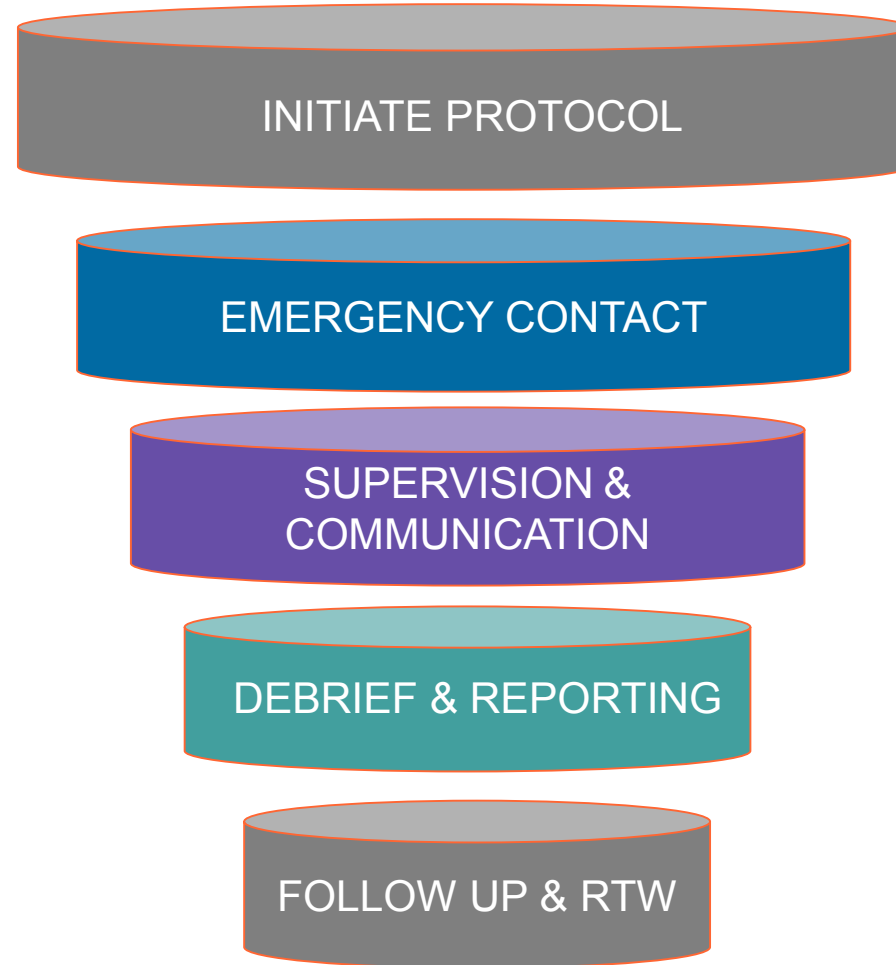 INITIATE PROTOCOL
EMERGENCY CONTACT
SUPERVISION &
COMMUNICATION
DEBRIEF & REPORTING
FOLLOW UP & RTW